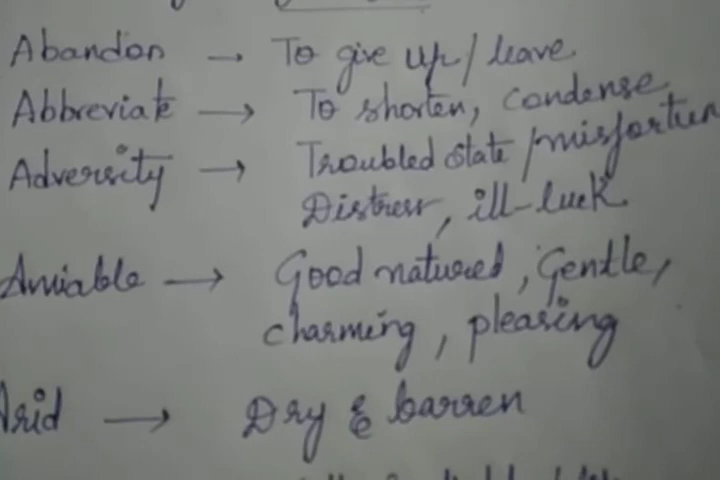 Abandon → To give up/leave
Abbreviate → To shorten, condense
Adversity → Troubled state/misfortun
Distress, ill-luck
Amiable → Good natured, Gentle,
charming, pleasing
Arid → Dry & barren